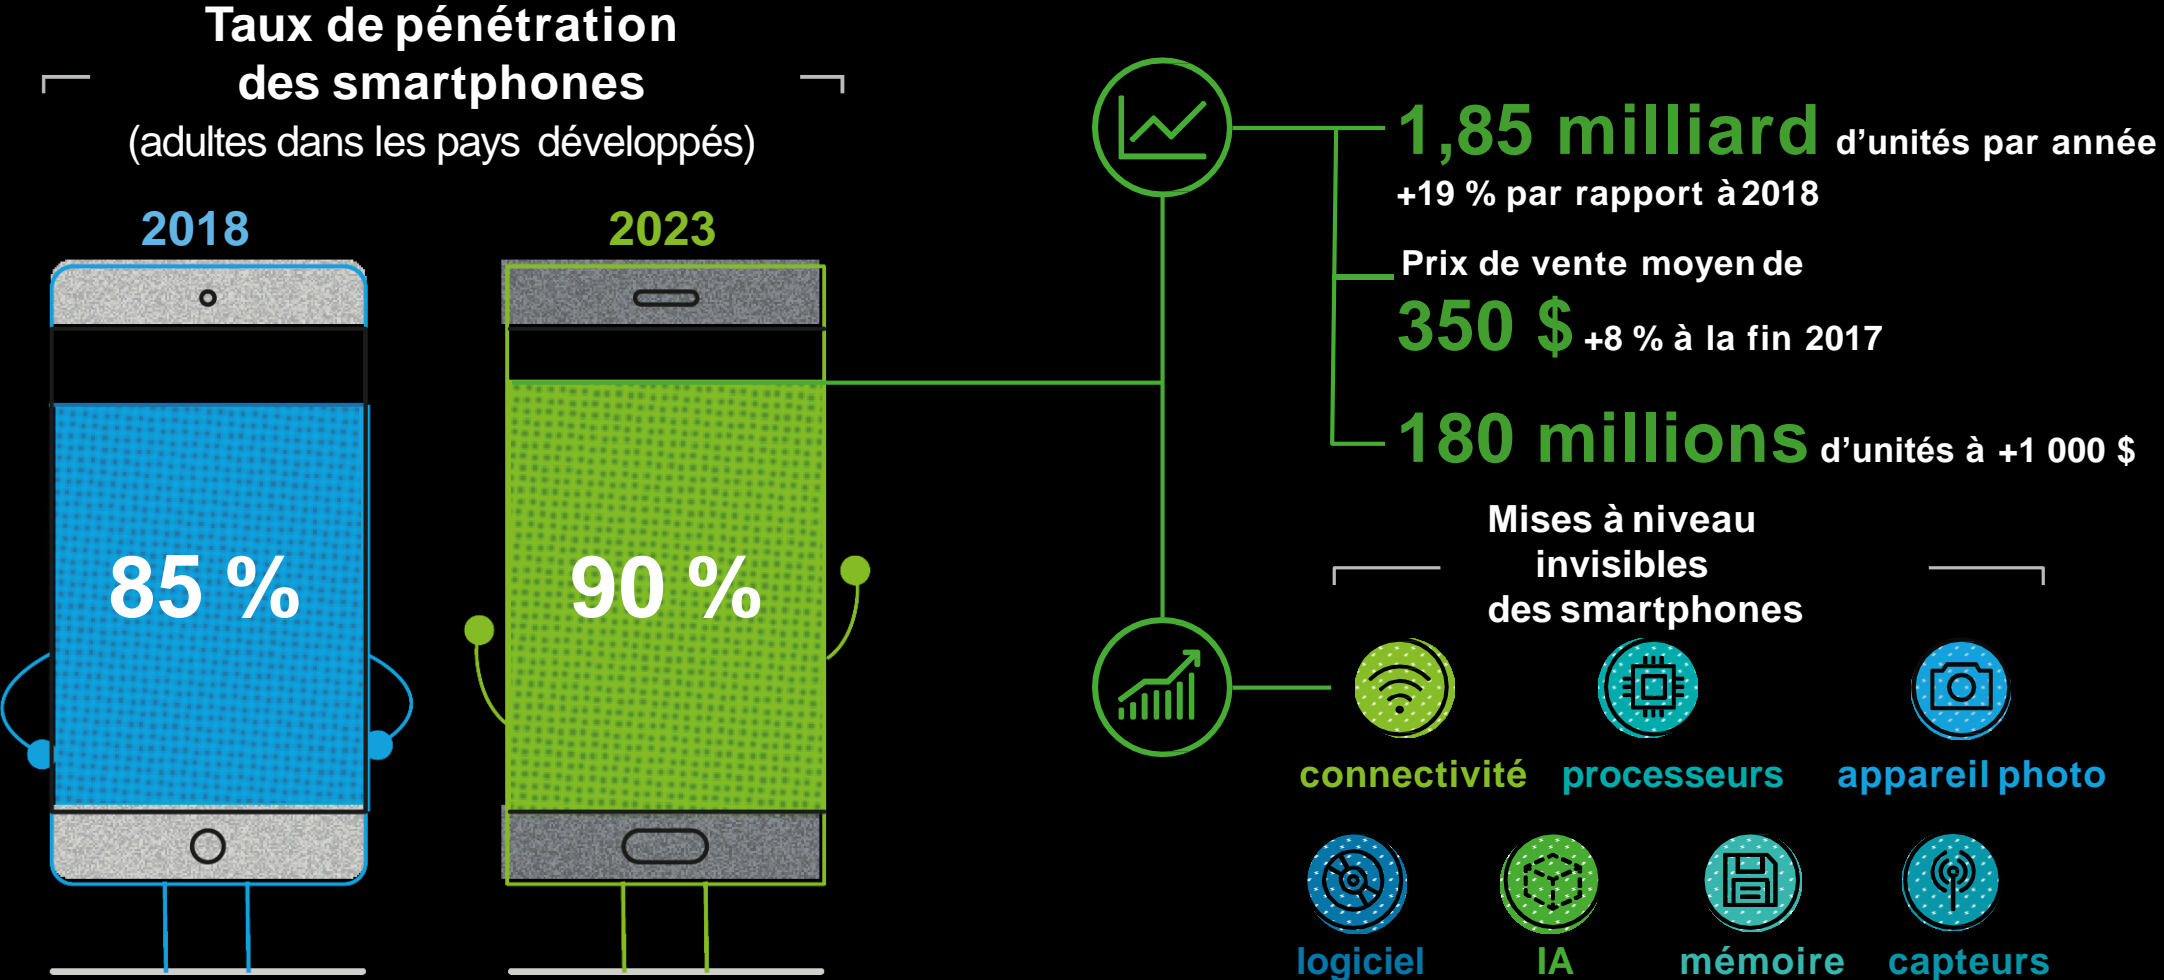 Taux de pénétration
des smartphones
(adultes dans les pays développés)
2018
2023
85 %
90 %
1,85 milliard d’unités par année
+19 % par rapport à 2018
Prix de vente moyen de
350 $ +8 % à la fin 2017
180 millions d’unités à +1 000 $
Mises à niveau
invisibles
des smartphones
connectivité
processeurs
appareil photo
logiciel
IA
mémoire
capteurs